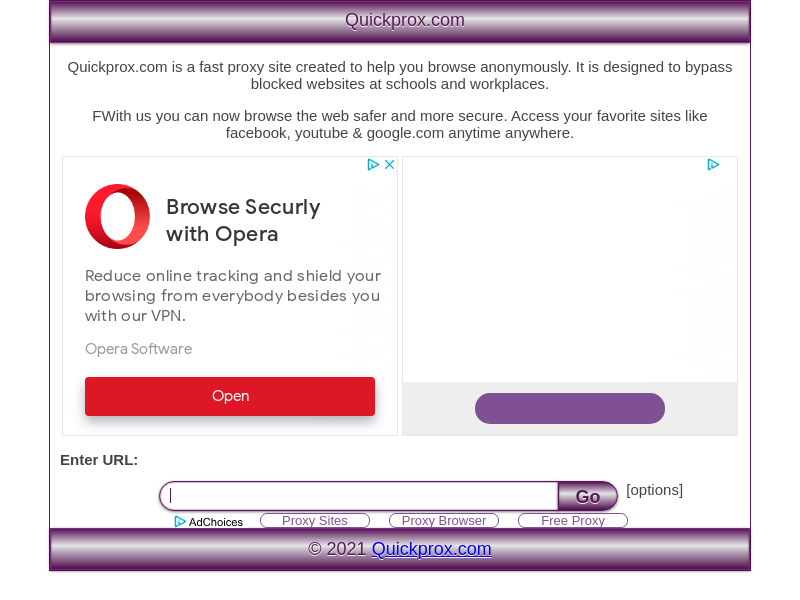 Quickprox.com
Quickprox.com is a fast proxy site created to help you browse anonymously. It is designed to bypass
blocked websites at schools and workplaces.
FWith us you can now browse the web safer and more secure. Access your favorite sites like
facebook, youtube & google.com anytime anywhere.
Browse Securly
with Opera
Reduce online tracking and shield your
browsing from everybody besides you
with our VPN.
Opera Software
Open
Enter URL:
Go [options]
AdChoices Proxy Sites Proxy Browser Free Proxy
© 2021 Quickprox.com